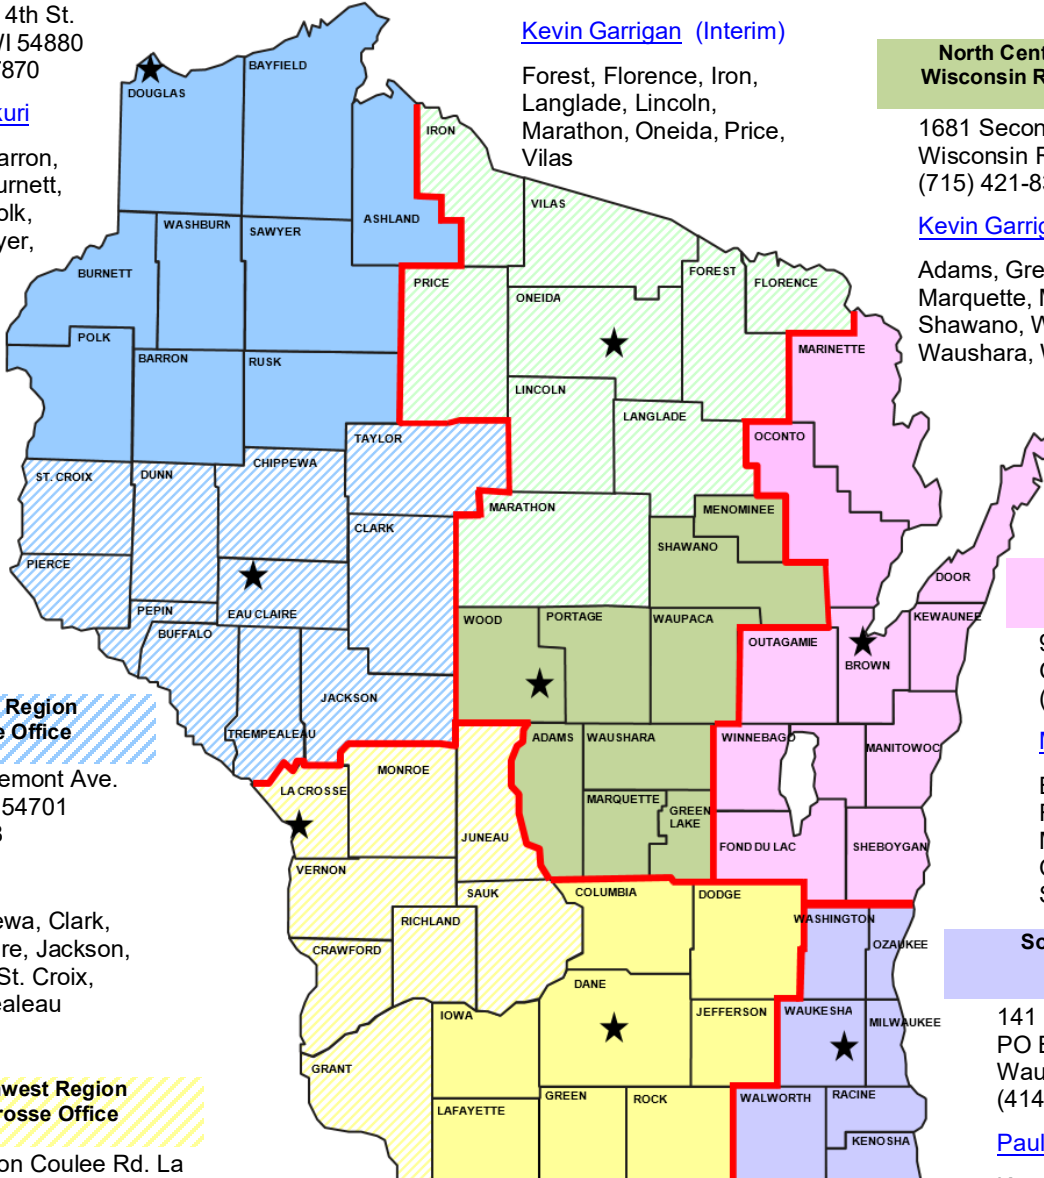 4th St.
WI 54880
7870
kuri
arron,
urnett,
olk,
yer,
Kevin Garrigan (Interim)
Forest, Florence, Iron,
Langlade, Lincoln,
Marathon, Oneida, Price,
Vilas
North Cent
Wisconsin R
1681 Secon
Wisconsin R
(715) 421-83
Kevin Garrig
Adams, Gre
Marquette, M
Shawano, W
Waushara, W
BAYFIELD
DOUGLAS
IRON
ASHLAND
VILAS
WASHBURN
SAWYER
BURNETT
PRICE
FOREST
FLORENCE
ONEIDA
POLK
BARRON
RUSK
MARINETTE
LINCOLN
LANGLADE
TAYLOR
OCONTO
ST. CROIX
DUNN
CHIPPEWA
MARATHON
MENOMINEE
CLARK
SHAWANO
PIERCE
DOOR
PEPIN
EAU CLAIRE
WOOD
PORTAGE
WAUPACA
KEWAUNEE
BUFFALO
OUTAGAMIE
BROWN
JACKSON
TREMPEALEAU
ADAMS
WAUSHARA
WINNEBAGO
MANITOWOC
MONROE
LA CROSSE
MARQUETTE
GREEN
LAKE
JUNEAU
FOND DU LAC
SHEBOYGAN
VERNON
SAUK
COLUMBIA
DODGE
RICHLAND
WASHINGTON
CRAWFORD
OZAUKEE
DANE
IOWA
JEFFERSON
WAUKESHA
MILWAUKEE
GRANT
LAFAYETTE
GREEN
ROCK
WALWORTH
RACINE
KENOSHA
Region
e Office
emont Ave.
54701
ewa, Clark,
ire, Jackson,
St. Croix,
ealeau
hwest Region
rosse Office
on Coulee Rd. La
So
141
PO B
Wau
(414
Paul